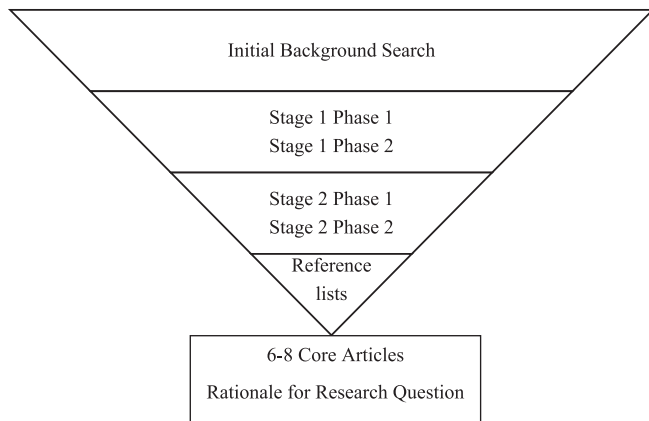 Initial Background Search
Stage 1 Phase 1
Stage 1 Phase 2
Stage 2 Phase 1
Stage 2 Phase 2
Reference
lists
6-8 Core Articles
Rationale for Research Question